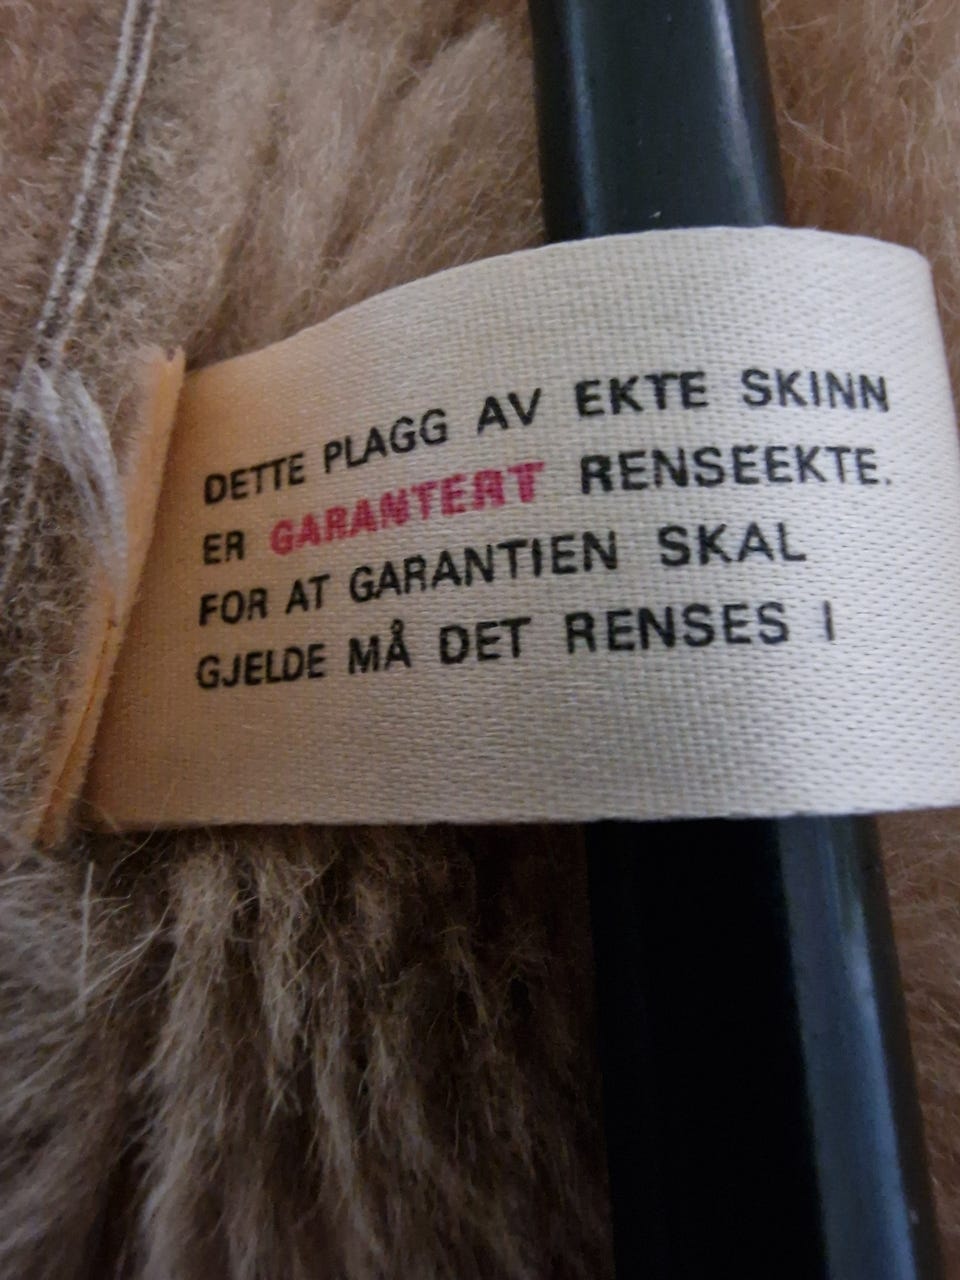 DETTE PLAGG AV EKTE SKINN
ER GARANTERT RENSEEKTE.
FOR AT GARANTIEN SKAL
GJELDE MÅ DET RENSES I